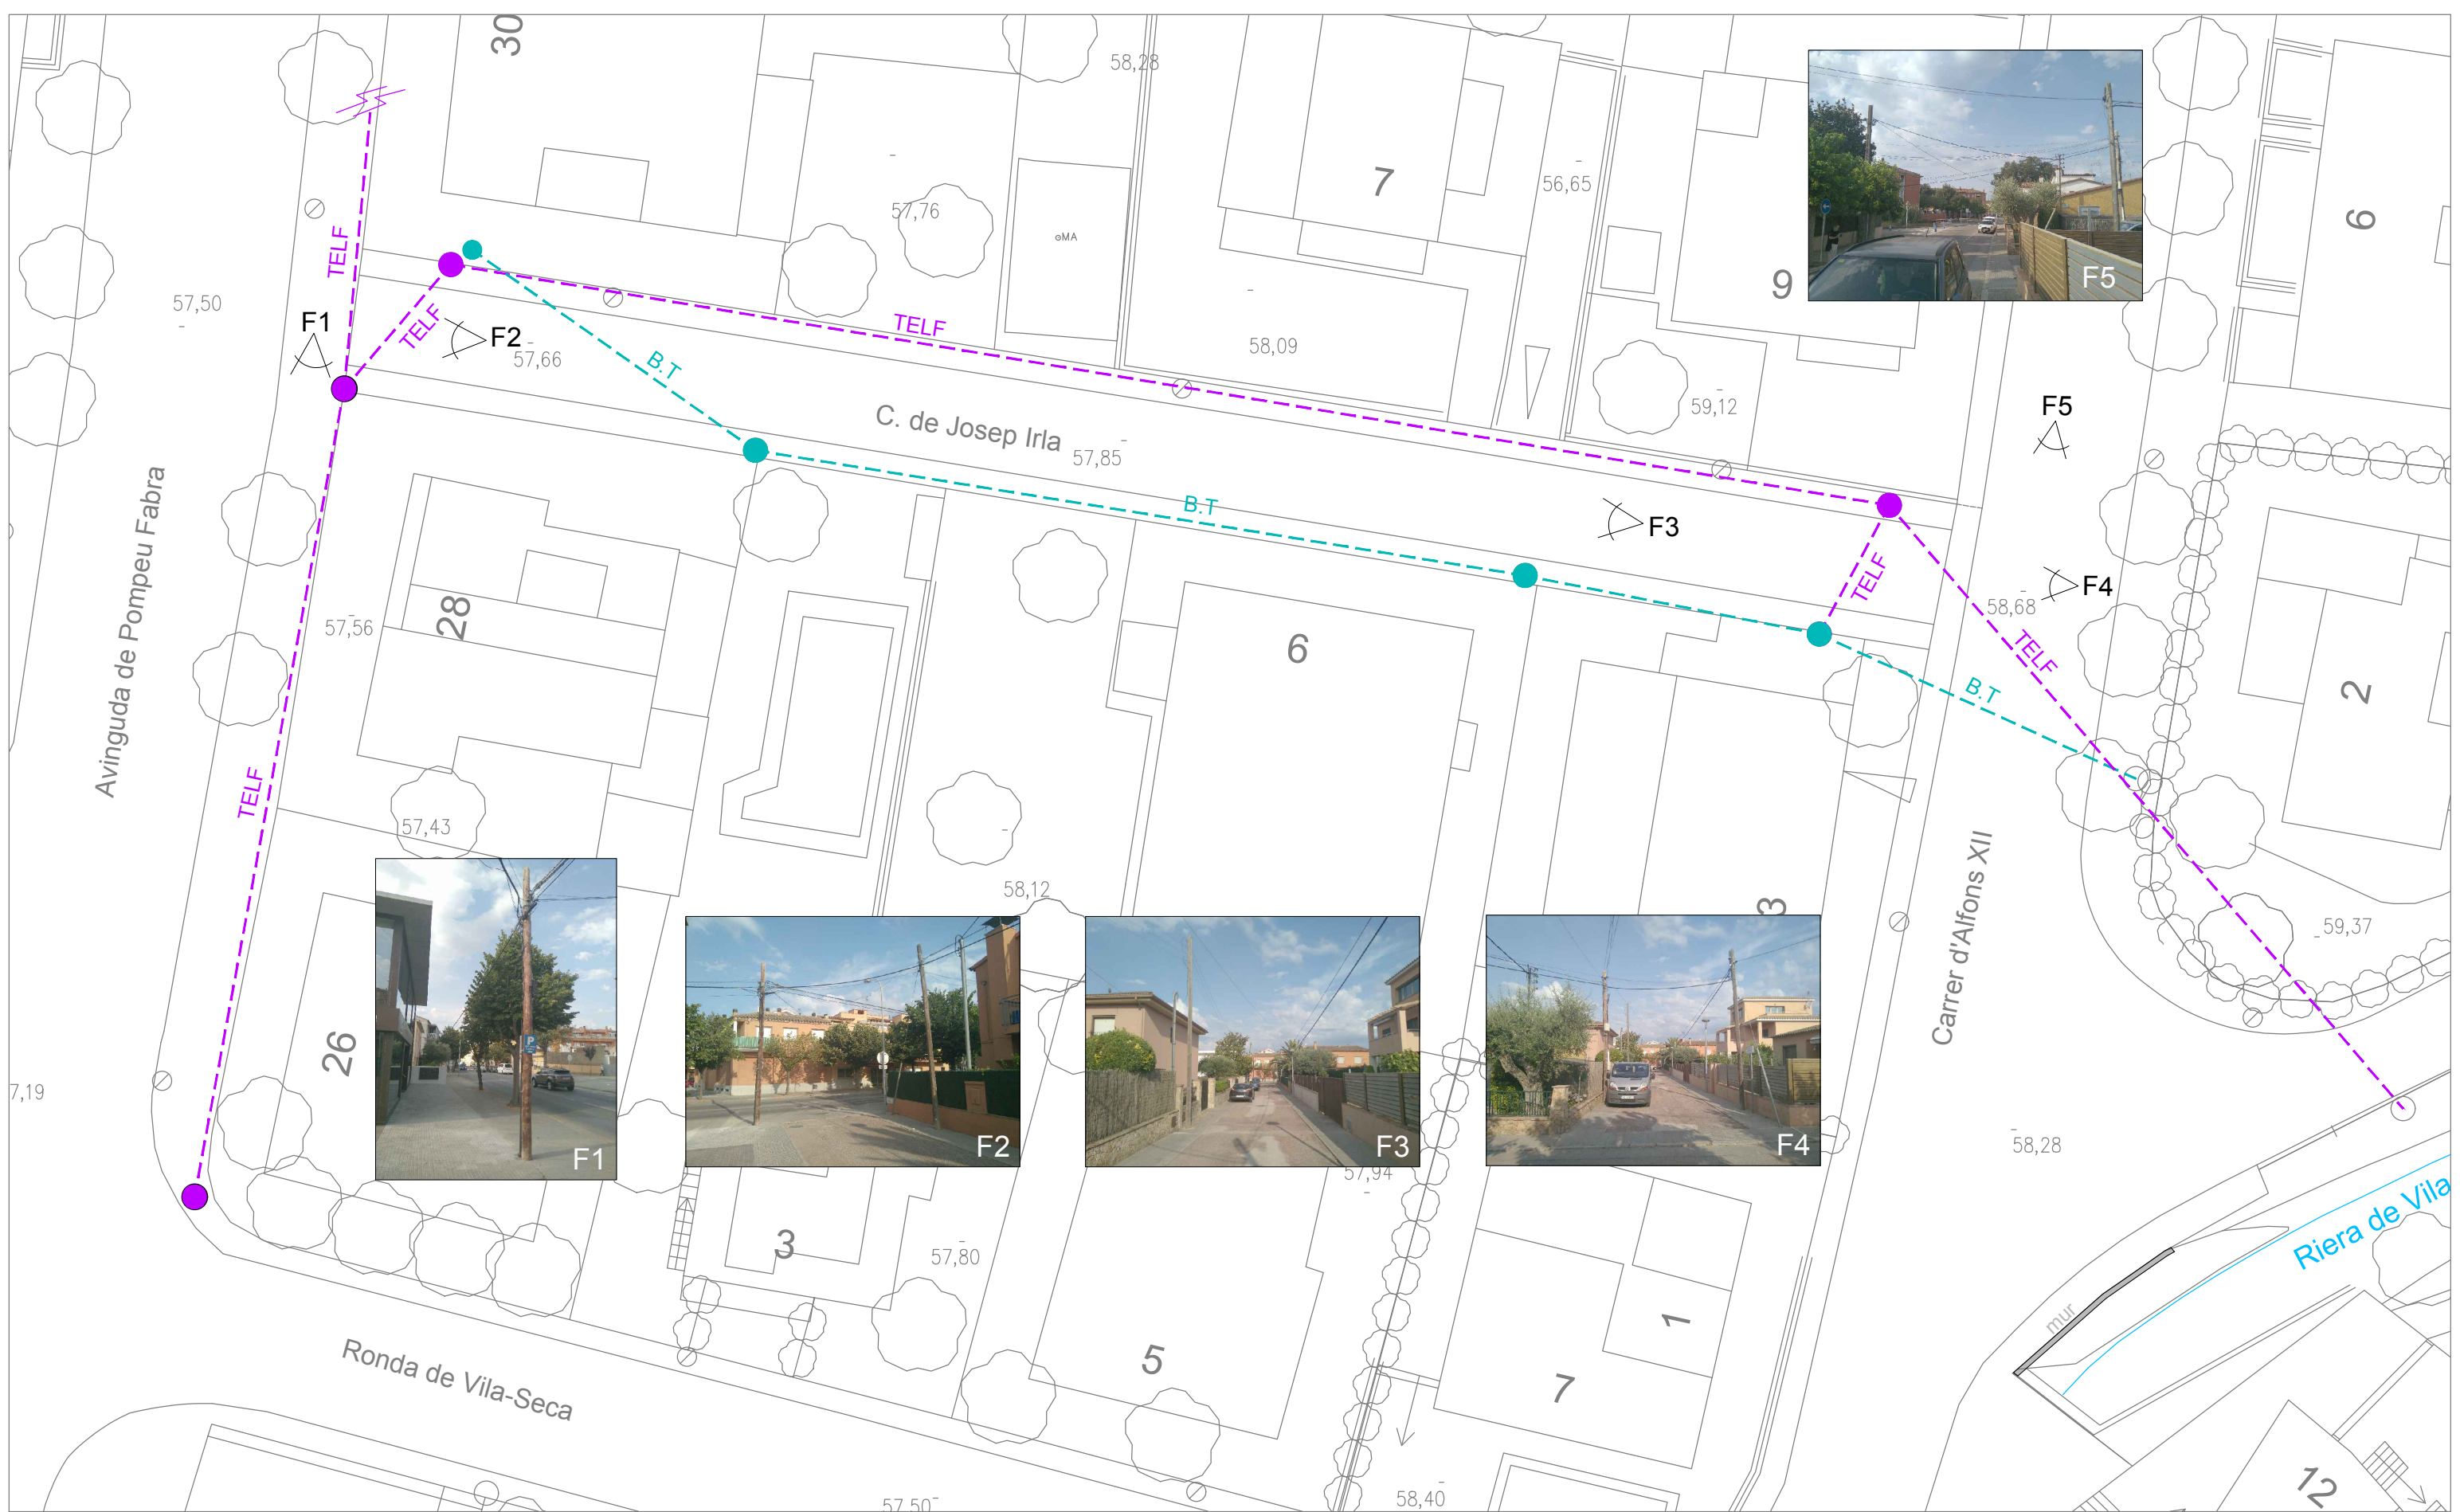 30
58,28
7
56,65
57,76
MA
6
9
F5
57,50
TELF
F1
F2
57,66
TELF
TELF
58,09
B.T
59,12
F5
C. de Josep Irla
57,85
B.T
F3
F4
58,68
TELF
Avinguda de Pompeu Fabra
57,56
28
6
TELF
B.T
2
TELF
57,43
58,12
3
Carrer d'Alfons XII
59,37
26
7,19
P
F1
F2
F3
F4
57,94
58,28
Riera de Vila
3
57,80
mur
1
Ronda de Vila-Seca
5
7
12
57,50
58,40